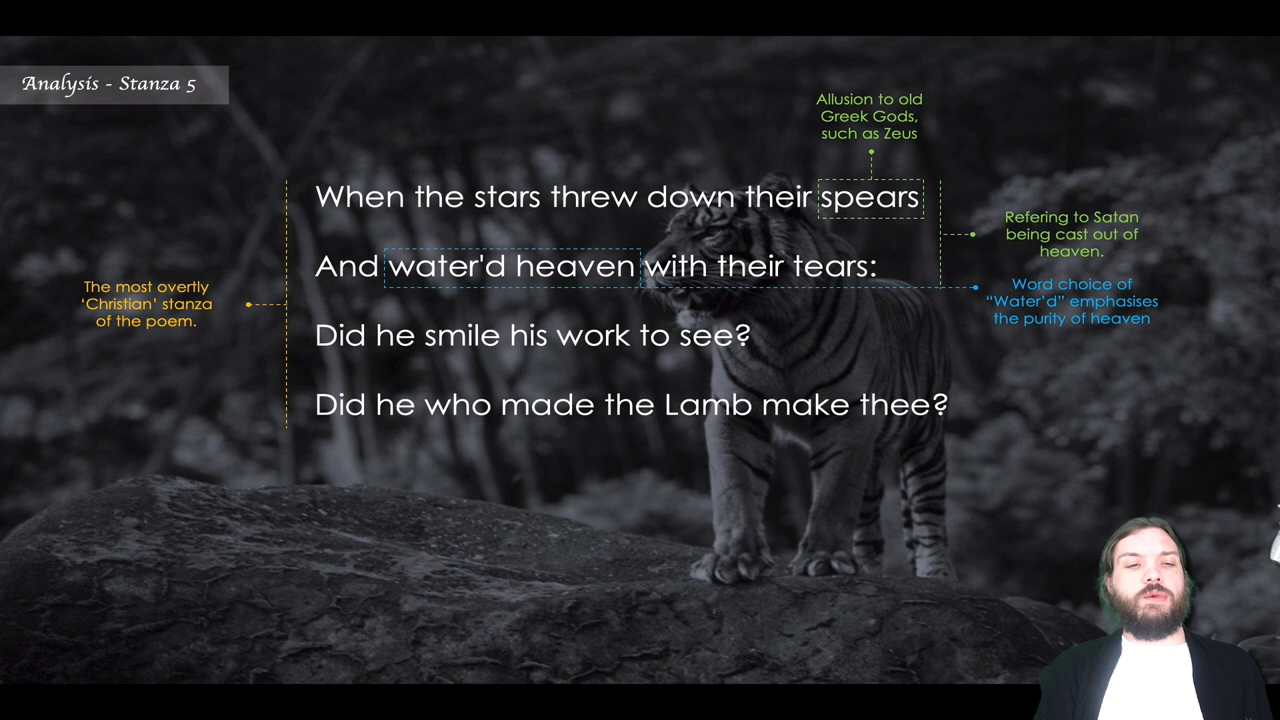 Analysis - Stanza 5
Allusion to old
Greek Gods,
such as Zeus
When the stars threw down their spears
And water'd heaven with their tears:
Did he smile his work to see?
Did he who made the Lamb make thee?
The most overtly
‘Christian’ stanza
of the poem.
Refering to Satan
being cast out of
heaven.
Word choice of
“Water’d” emphasises
the purity of heaven